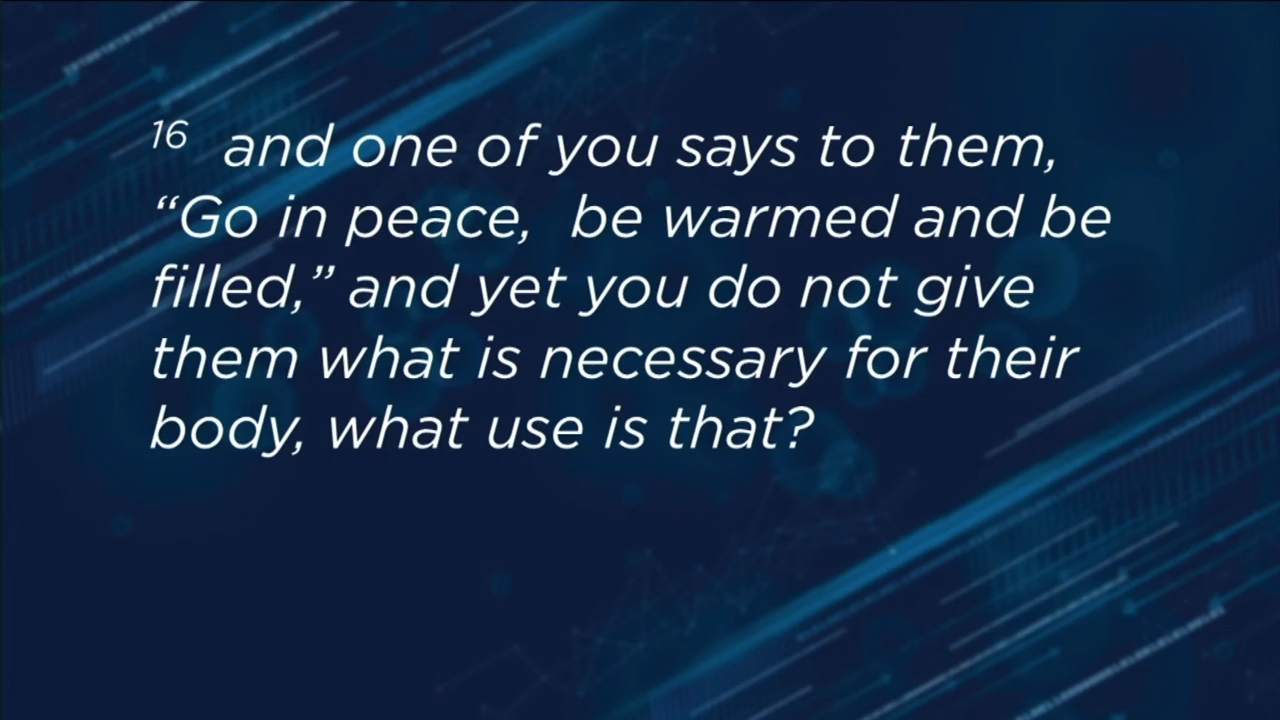 16 and one of you says to them,
“Go in peace, be warmed and be
filled,” and yet you do not give
them what is necessary for their
body, what use is that?